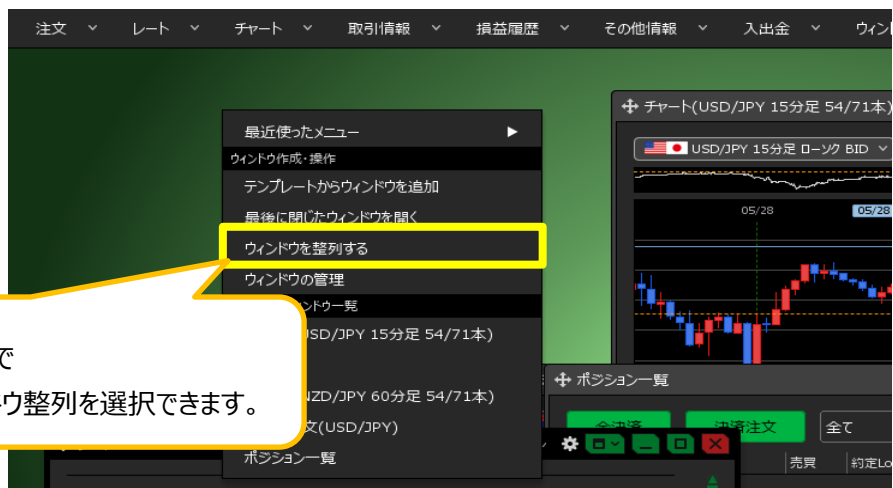 注文 レート チャート 取引情報 損益履歴 その他情報 入出金 ウィン
チャート(USD/JPY 15分足 54/71本)
USD/JPY 15分足 ローソク BID
05/28 05/28
最近使ったメニュー
ウィンドウ作成・操作
テンプレートからウィンドウを追加
最後に閉じたウィンドウを開く
ウィンドウを整列する
ウィンドウの管理
ンドウ一覧
USD/JPY 15分足 54/71本)
NZD/JPY 60分足 54/71本)
文(USD/JPY)
ポジション一覧
で
ウ整列を選択できます。
ポジション一覧
全決済 決済注文 全て
売買 約定Lo